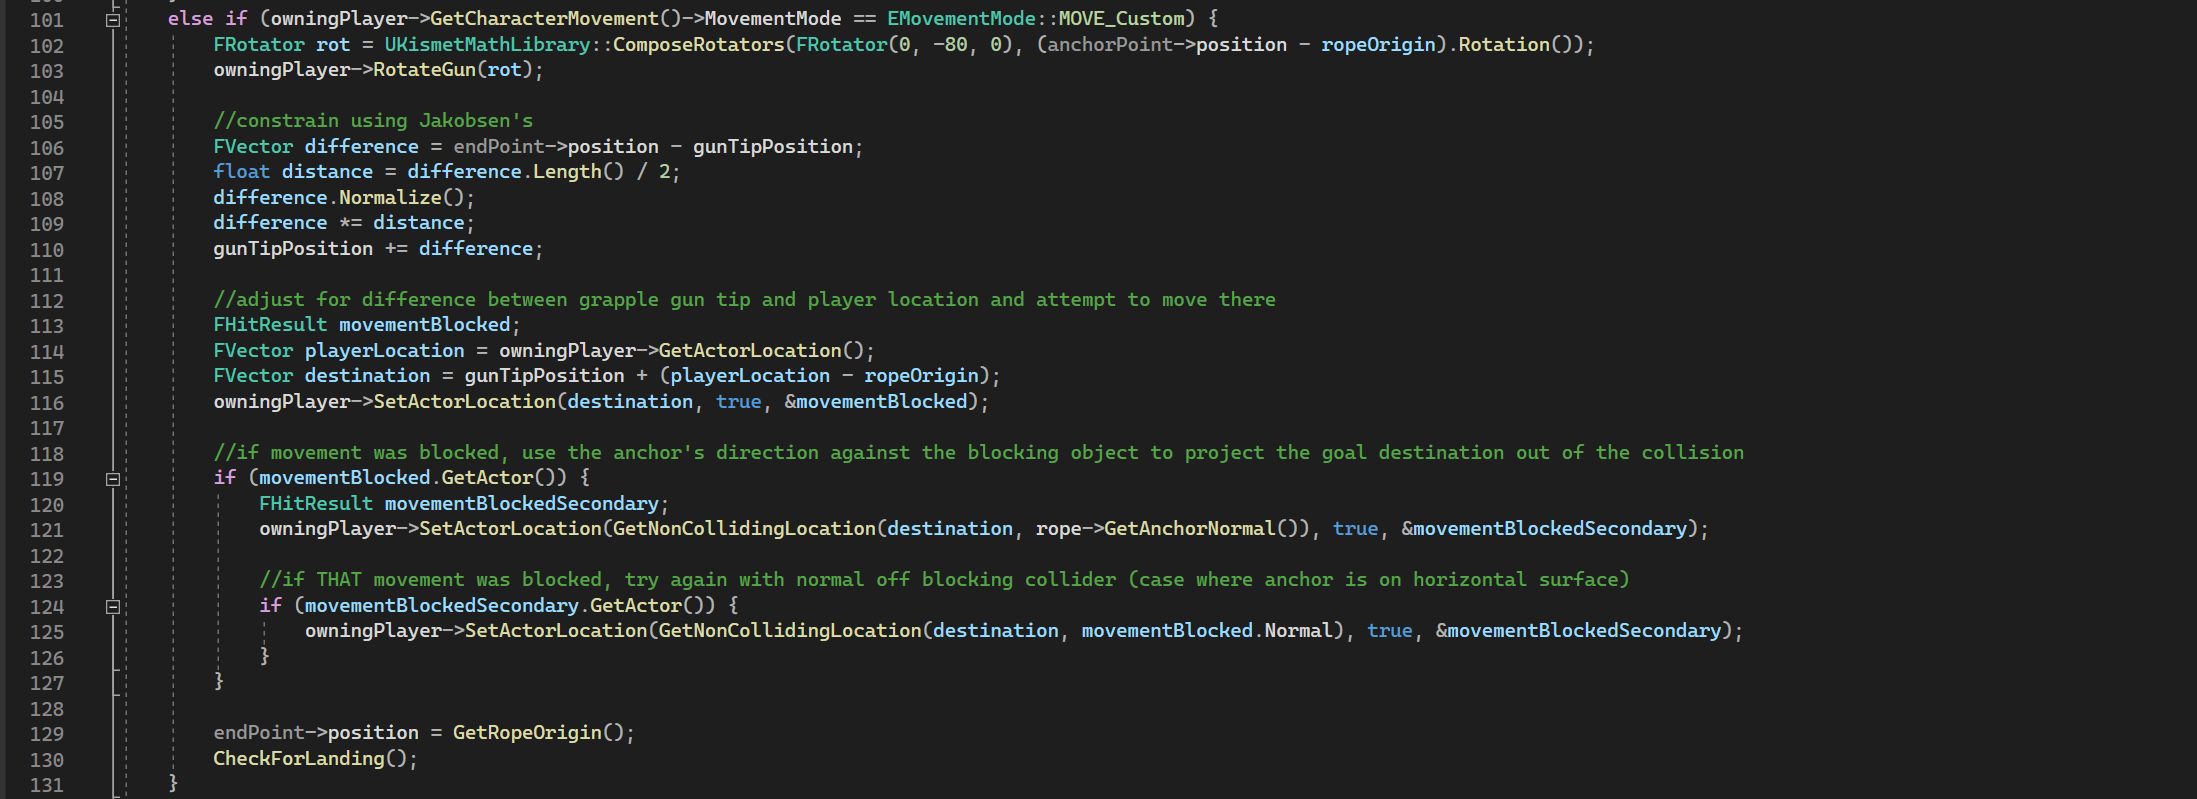 101 else if (owningPlayer->GetCharacterMovement()->MovementMode == EMovementMode::MOVE_Custom) {
102 FRotator rot = UKismetMathLibrary::ComposeRotators(FRotator(0, -80, 0), (anchorPoint->position - ropeOrigin).Rotation());
103 owningPlayer->RotateGun(rot);
104
105 //constrain using Jakobsen's
106 FVector difference = endPoint->position - gunTipPosition;
107 float distance = difference.Length() / 2;
108 difference.Normalize();
109 difference *= distance;
110 gunTipPosition += difference;
111
112 //adjust for difference between grapple gun tip and player location and attempt to move there
113 FHitResult movementBlocked;
114 FVector playerLocation = owningPlayer->GetActorLocation();
115 FVector destination = gunTipPosition + (playerLocation - ropeOrigin);
116 owningPlayer->SetActorLocation(destination, true, &movementBlocked);
117
118 //if movement was blocked, use the anchor's direction against the blocking object to project the goal destination out of the collision
119 if (movementBlocked.GetActor()) {
120 FHitResult movementBlockedSecondary;
121 owningPlayer->SetActorLocation(GetNonCollidingLocation(destination, rope->GetAnchorNormal()), true, &movementBlockedSecondary);
122
123 //if THAT movement was blocked, try again with normal off blocking collider (case where anchor is on horizontal surface)
124 if (movementBlockedSecondary.GetActor()) {
125 owningPlayer->SetActorLocation(GetNonCollidingLocation(destination, movementBlocked.Normal), true, &movementBlockedSecondary);
126 }
127 }
128
129 endPoint->position = GetRopeOrigin();
130 CheckForLanding();
131 }